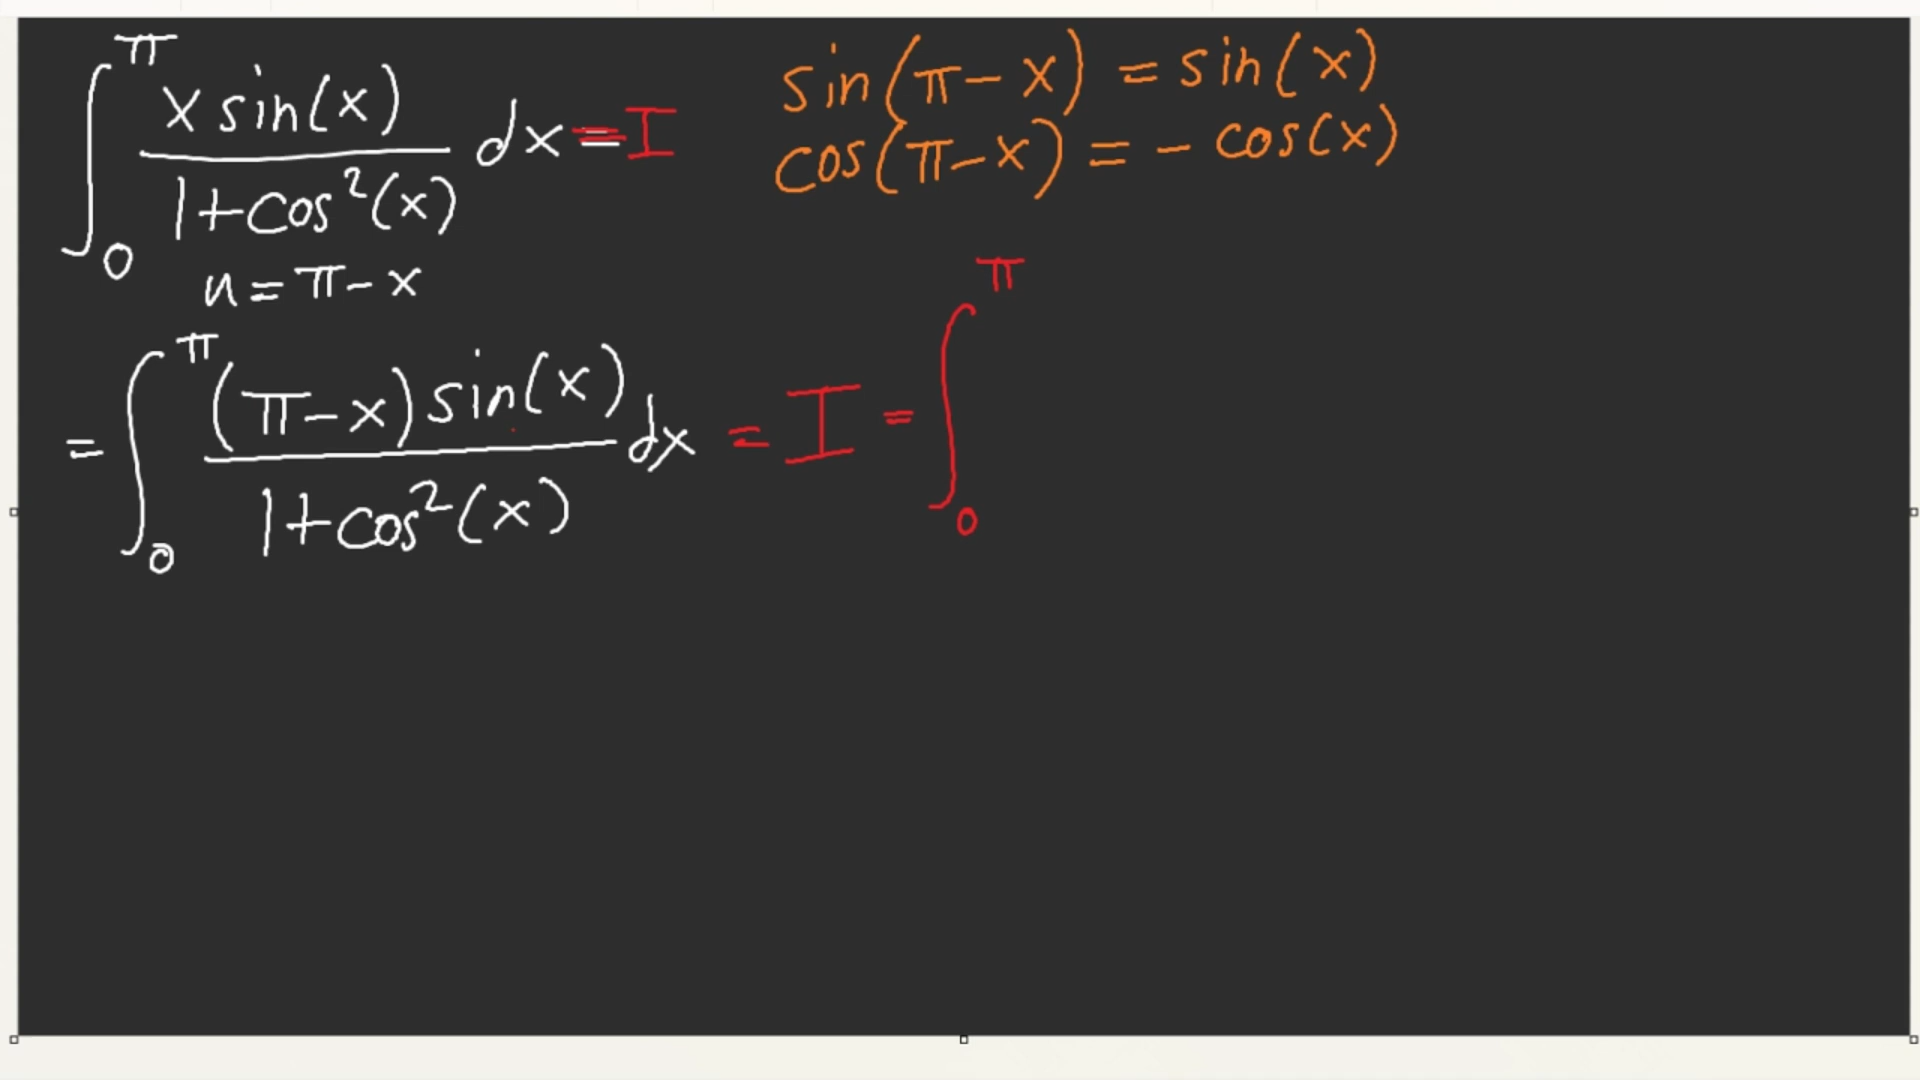 ∫₀^π x sin(x) / 1+cos²(x) dx = I
sin(π-x) = sin(x)
cos(π-x) = -cos(x)
u = π-x
= ∫₀^π (π-x) sin(x) / 1+cos²(x) dx = I = ∫₀^π